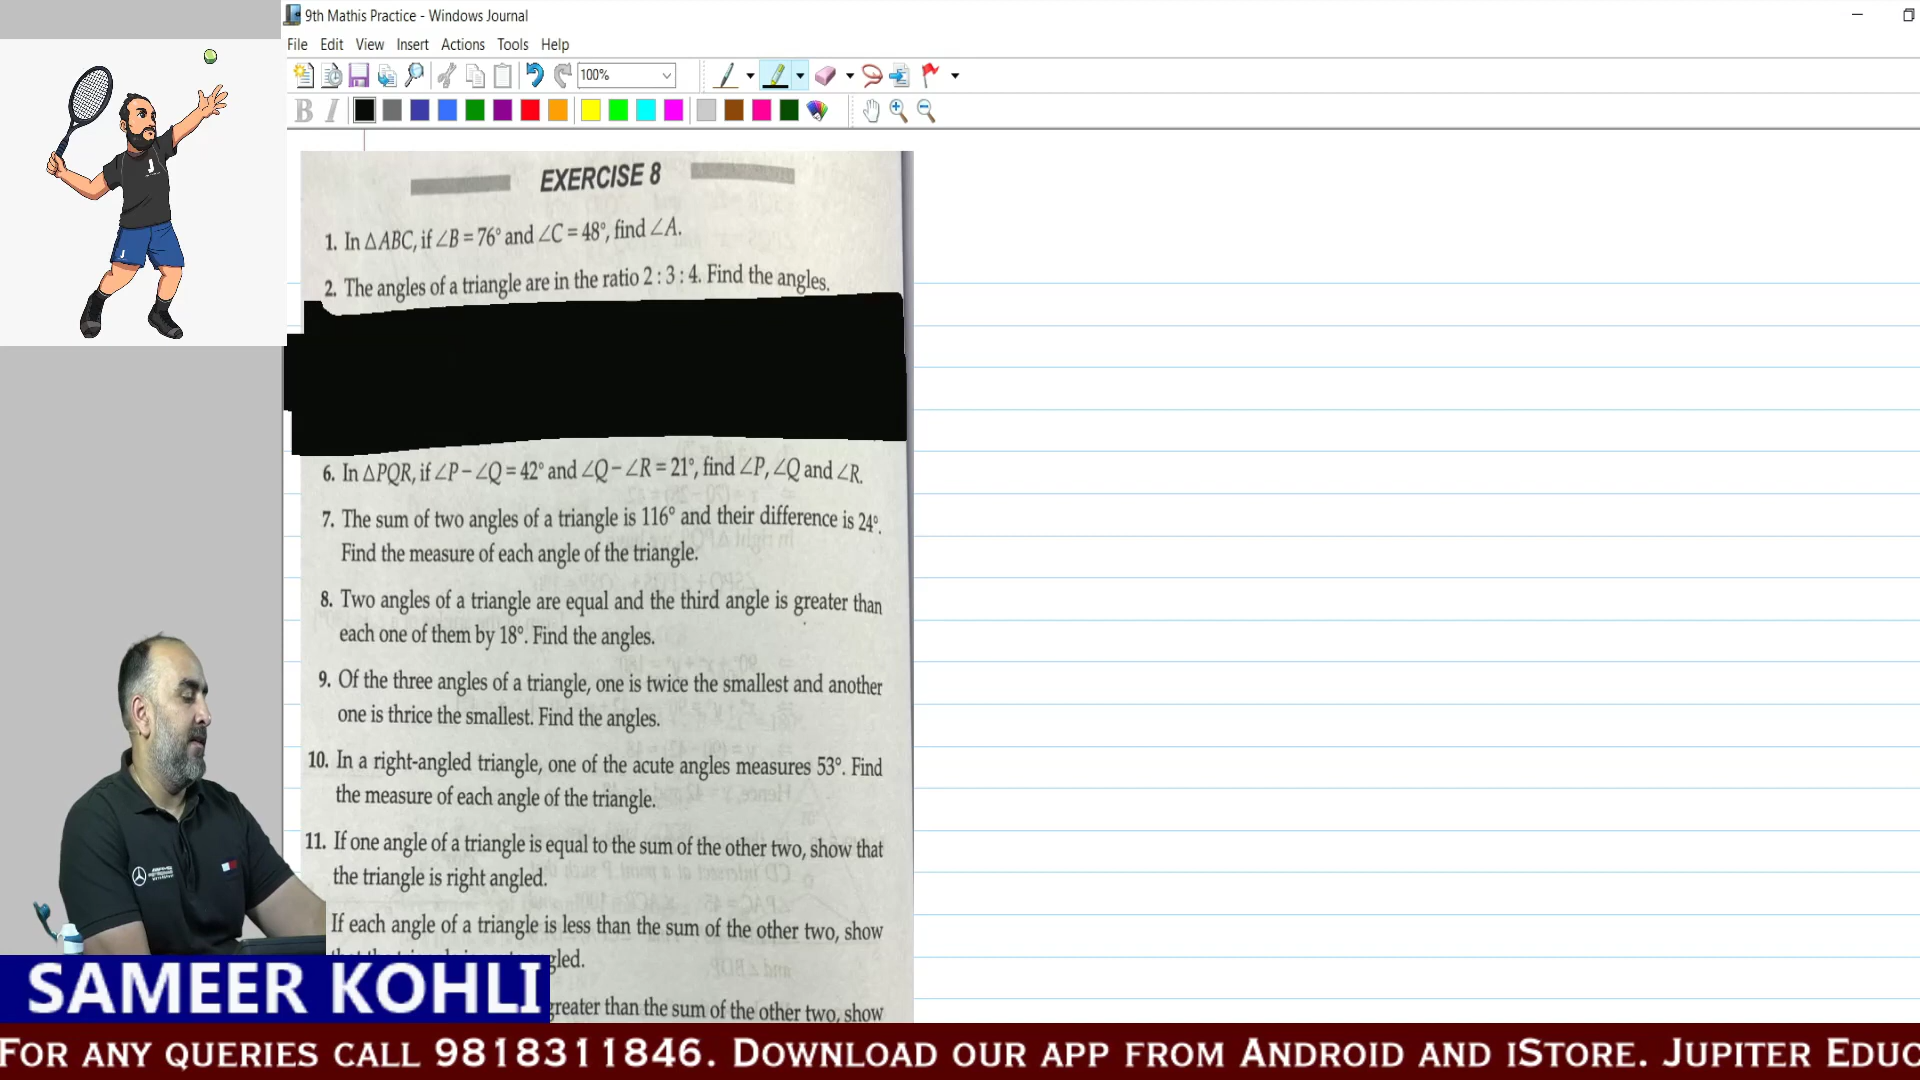 9th Mathis Practice - Windows Journal
File Edit View Insert Actions Tools Help
100%
B I
J
EXERCISE 8
1. In △ABC, if ∠B = 76° and ∠C = 48°, find ∠A.
2. The angles of a triangle are in the ratio 2 : 3 : 4. Find the angles.
6. In △PQR, if ∠P − ∠Q = 42° and ∠Q − ∠R = 21°, find ∠P, ∠Q and ∠R.
7. The sum of two angles of a triangle is 116° and their difference is 24°.
Find the measure of each angle of the triangle.
8. Two angles of a triangle are equal and the third angle is greater than
each one of them by 18°. Find the angles.
9. Of the three angles of a triangle, one is twice the smallest and another
one is thrice the smallest. Find the angles.
10. In a right-angled triangle, one of the acute angles measures 53°. Find
the measure of each angle of the triangle.
11. If one angle of a triangle is equal to the sum of the other two, show that
the triangle is right angled.
If each angle of a triangle is less than the sum of the other two, show
gled.
greater than the sum of the other two, show
SAMEER KOHLI
FOR ANY QUERIES CALL 9818311846. DOWNLOAD OUR APP FROM ANDROID AND iSTORE. JUPITER EDUC